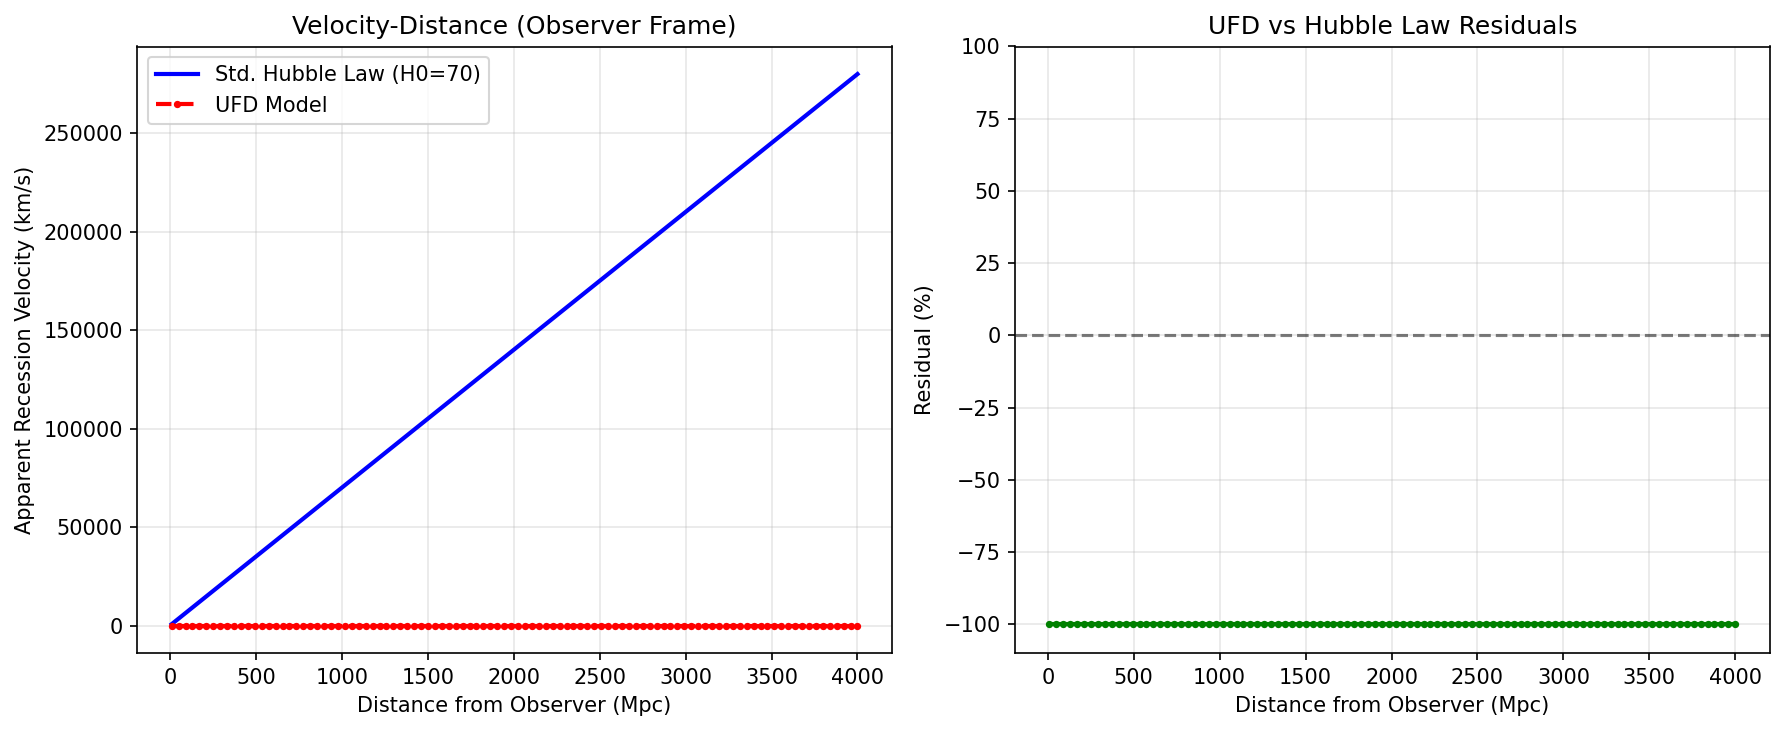 Velocity-Distance (Observer Frame)
Std. Hubble Law (H0=70)
UFD Model
Apparent Recession Velocity (km/s)
250000
200000
150000
100000
50000
0
0 500 1000 1500 2000 2500 3000 3500 4000
Distance from Observer (Mpc)
UFD vs Hubble Law Residuals
Residual (%)
100
75
50
25
0
−25
−50
−75
−100
0 500 1000 1500 2000 2500 3000 3500 4000
Distance from Observer (Mpc)